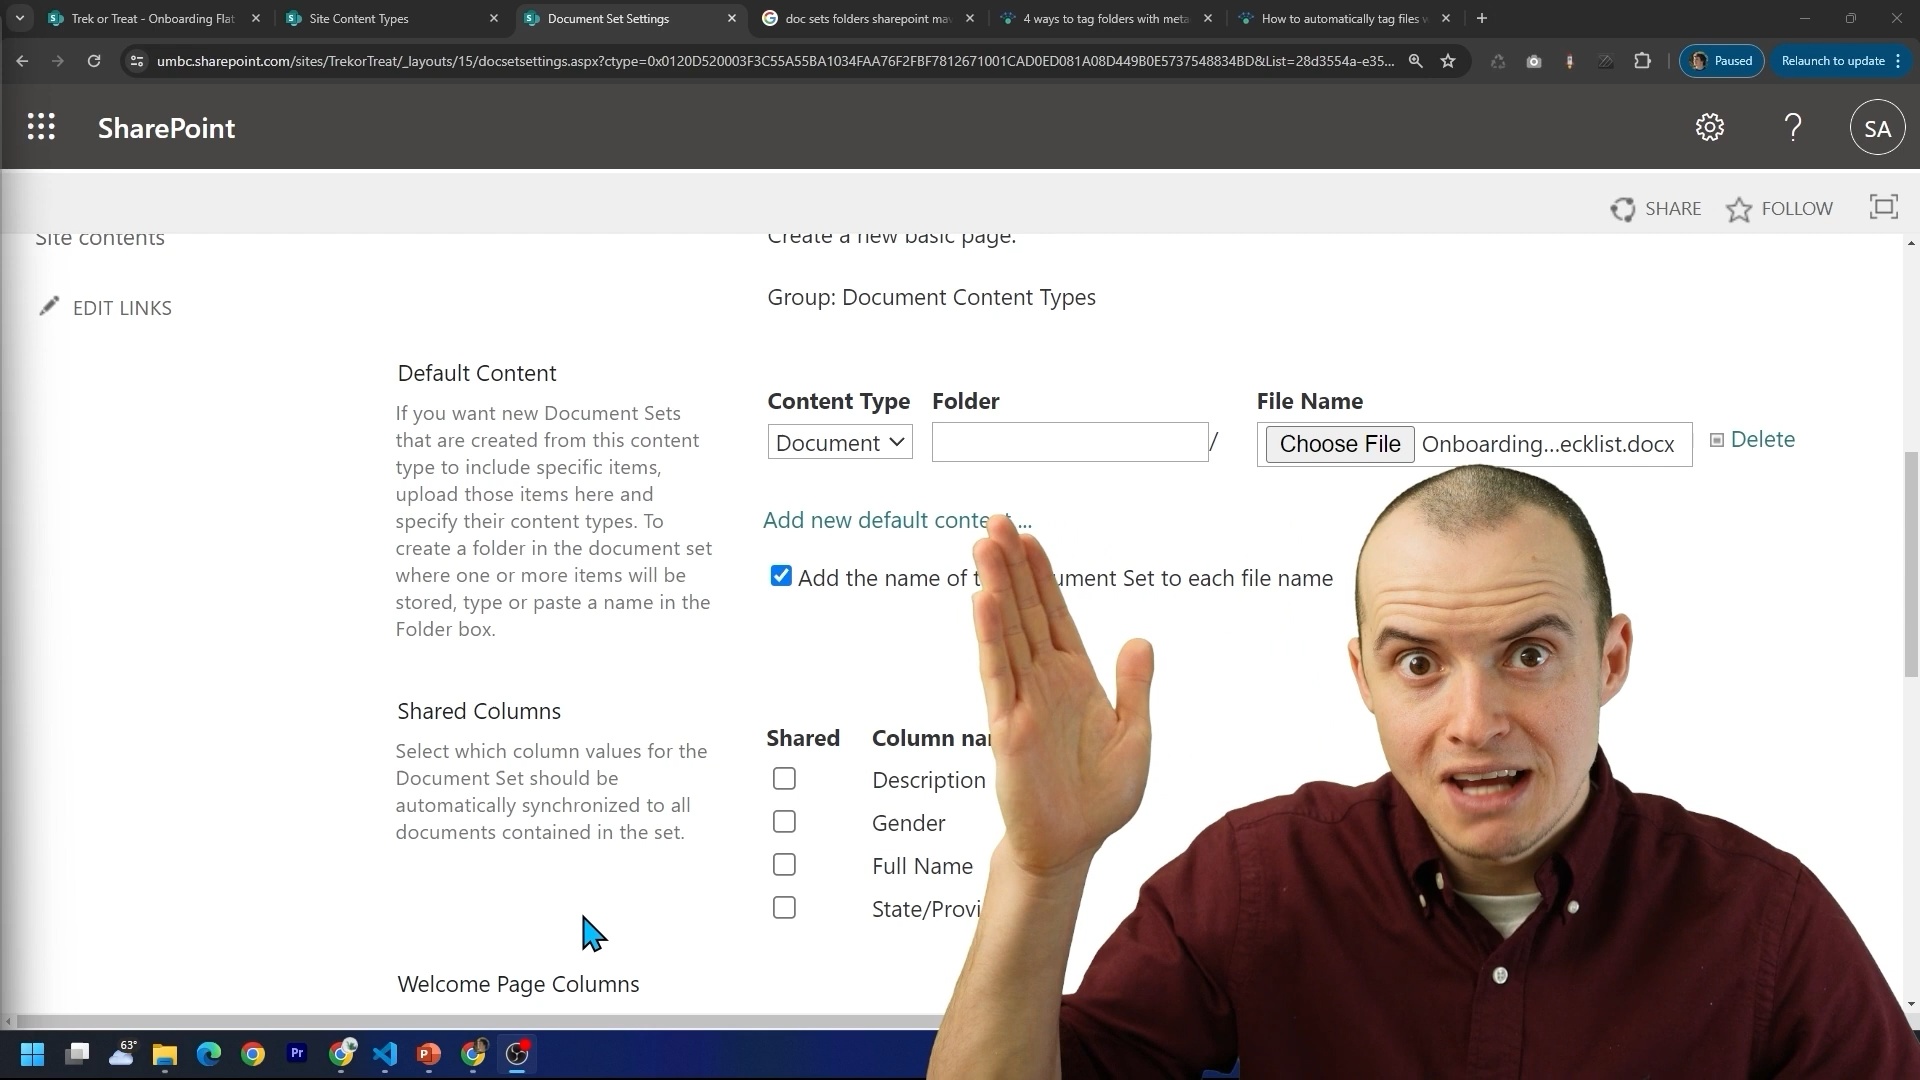 Trek or Treat - Onboarding Flat
Site Content Types
Document Set Settings
doc sets folders sharepoint ma
4 ways to tag folders with meta
How to automatically tag files
umbc.sharepoint.com/sites/TrekorTreat/_layouts/15/docsetsettings.aspx?ctype=0x0120D520003F3C55A55BA1034FAA76F2FBF7812671001CAD0ED081A08D449B0E5737548834BD&List=28d3554a-e35...
Paused
Relaunch to update
SharePoint
SA
SHARE
FOLLOW
Site contents
Create a new basic page.
EDIT LINKS
Group: Document Content Types
Default Content
If you want new Document Sets
that are created from this content
type to include specific items,
upload those items here and
specify their content types. To
create a folder in the document set
where one or more items will be
stored, type or paste a name in the
Folder box.
Content Type Folder File Name
Document / Choose File Onboarding...ecklist.docx Delete
Add new default conte ...
Add the name of t ument Set to each file name
Shared Columns
Select which column values for the
Document Set should be
automatically synchronized to all
documents contained in the set.
Shared Column na
Description
Gender
Full Name
State/Provi
Welcome Page Columns
63°
Pr